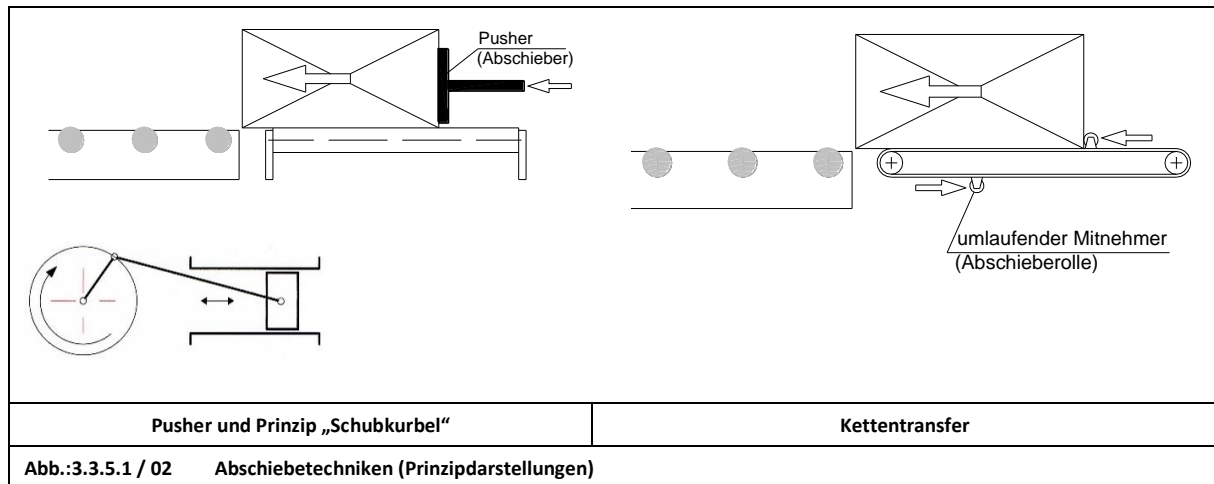 Pusher
(Abschieber)
umlaufender Mitnehmer
(Abschieberolle)
Pusher und Prinzip „Schubkurbel“
Kettentransfer
Abb.:3.3.5.1 / 02 Abschiebetechniken (Prinzipdarstellungen)